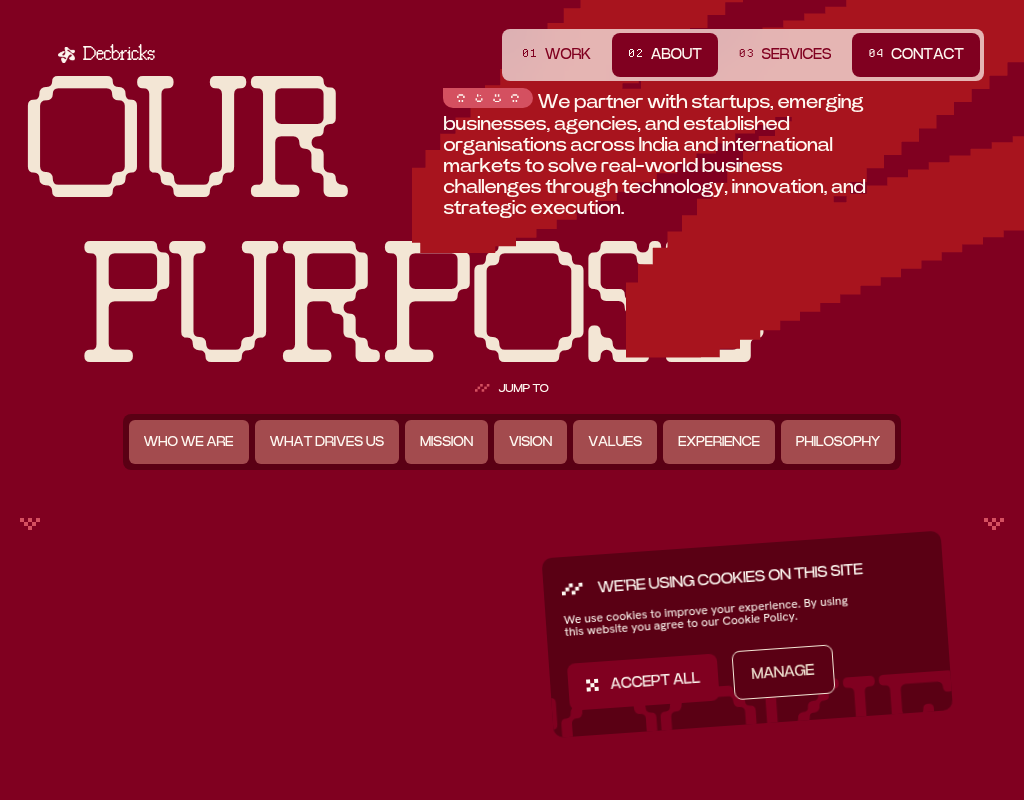 Decbricks
01 WORK
02 ABOUT
03 SERVICES
04 CONTACT
OUR
We partner with startups, emerging
businesses, agencies, and established
organisations across India and international
markets to solve real-world business
challenges through technology, innovation, and
strategic execution.
JUMP TO
WHO WE ARE
WHAT DRIVES US
MISSION
VISION
VALUES
EXPERIENCE
PHILOSOPHY
WE'RE USING COOKIES ON THIS SITE
We use cookies to improve your experience. By using
this website you agree to our Cookie Policy.
ACCEPT ALL
MANAGE